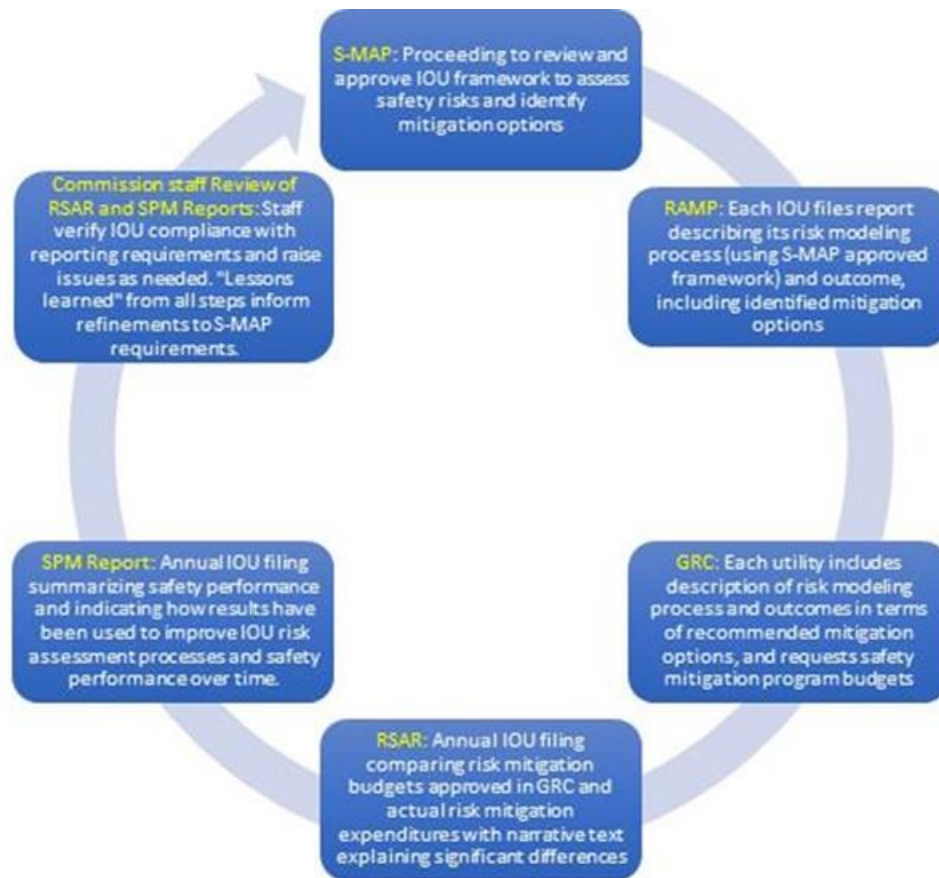 S-MAP: Proceeding to review and
approve IOU framework to assess
safety risks and identify
mitigation options
RAMP: Each IOU files report
describing its risk modeling
process (using S-MAP approved
framework) and outcome,
including identified mitigation
options
GRC: Each utility includes
description of risk modeling
process and outcomes in terms
of recommended mitigation
options, and requests safety
mitigation program budgets
RSAR: Annual IOU filing
comparing risk mitigation
budgets approved in GRC and
actual risk mitigation
expenditures with narrative text
explaining significant differences
SPM Report: Annual IOU filing
summarizing safety performance
and indicating how results have
been used to improve IOU risk
assessment processes and safety
performance over time.
Commission staff Review of
RSAR and SPM Reports: Staff
verify IOU compliance with
reporting requirements and raise
issues as needed. "Lessons
learned" from all steps inform
refinements to S-MAP
requirements.